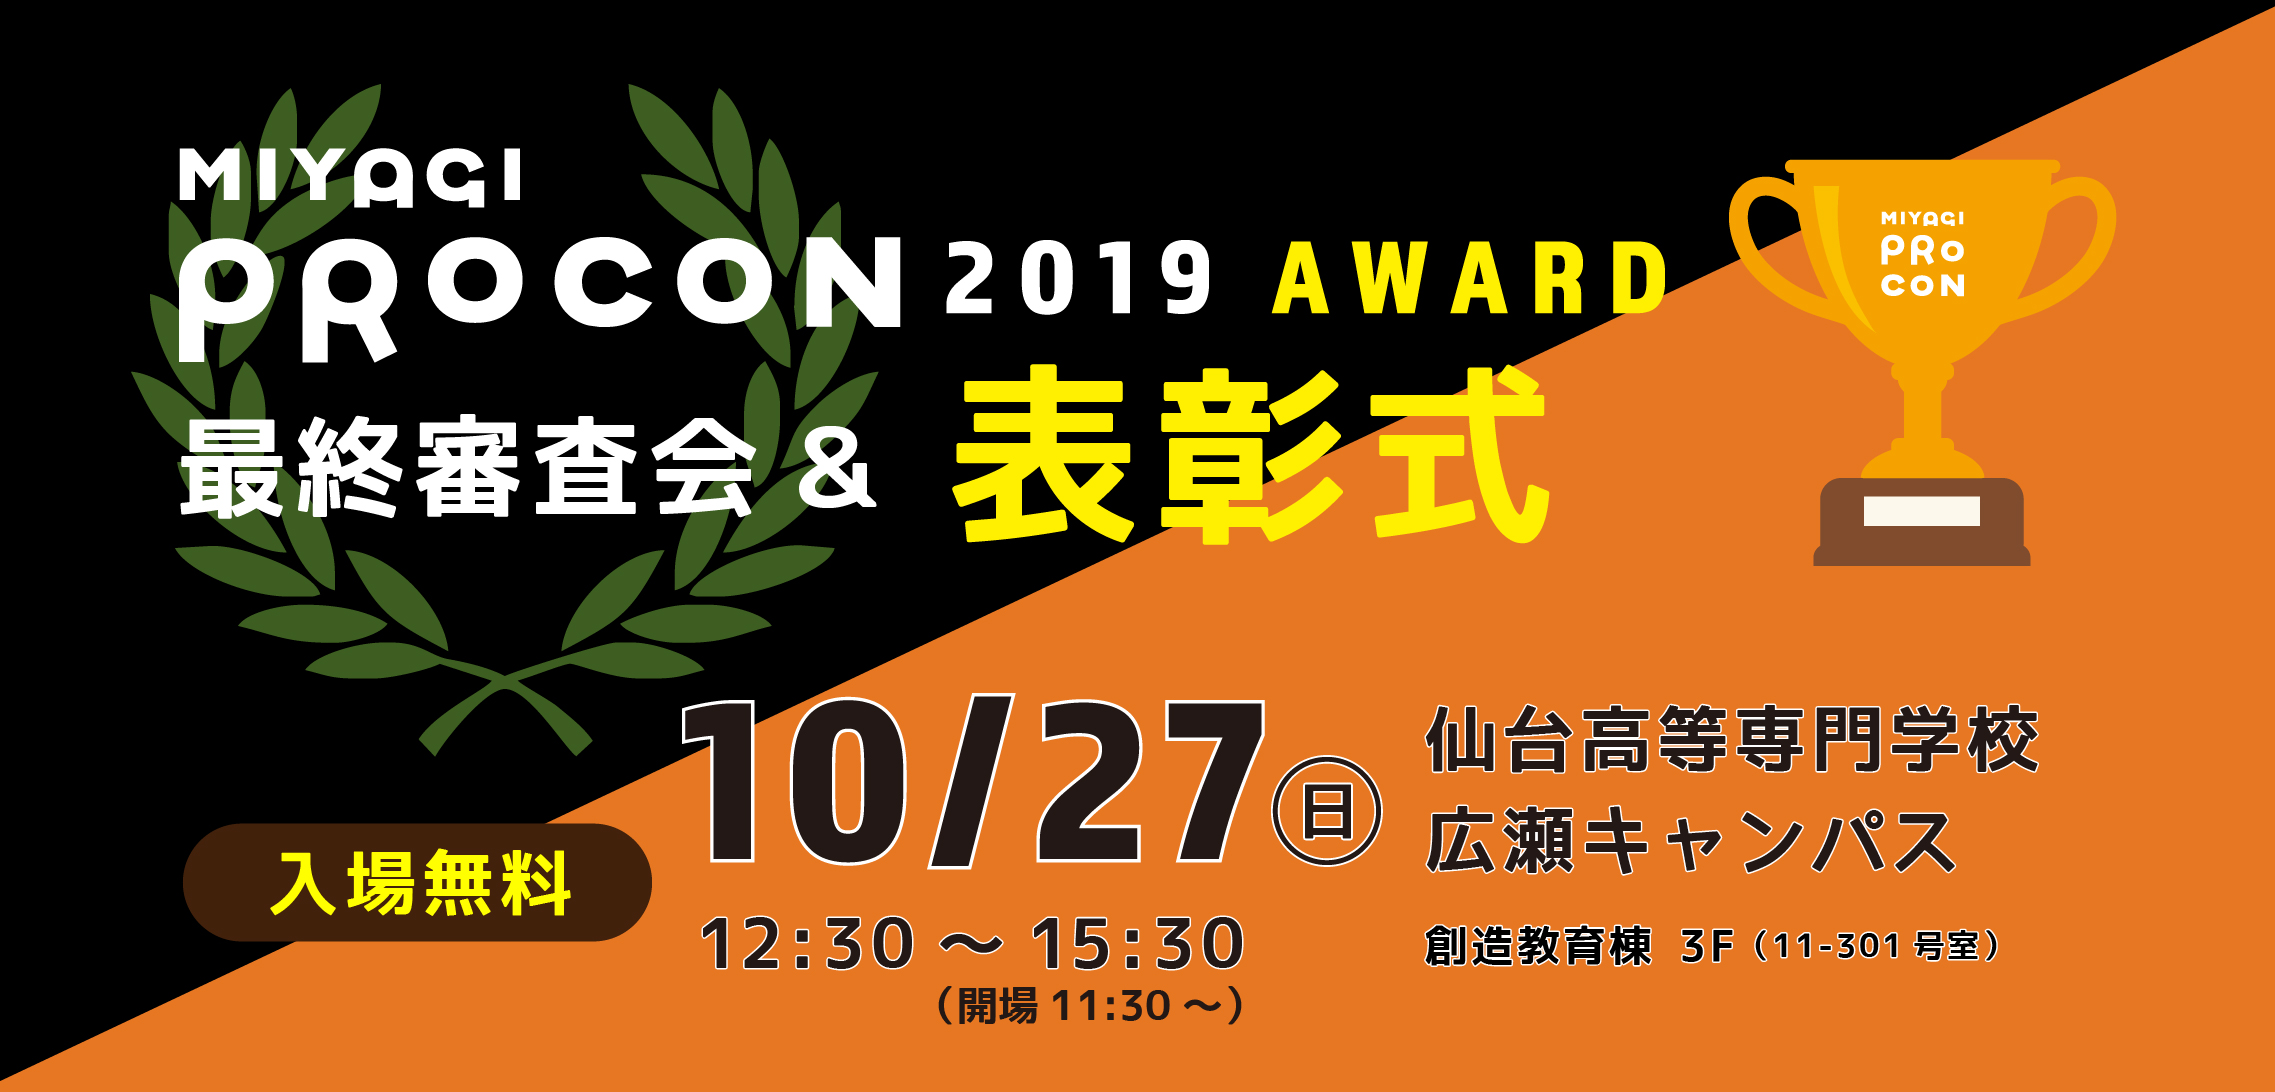 MIYAGI
PROCON 2019 AWARD
最終審査会 & 表彰式
MIYAGI
PRO
CON
10/27 日
入場無料
12:30 〜 15:30
（開場 11:30 〜）
仙台高等専門学校
広瀬キャンパス
創造教育棟 3F（11-301 号室）